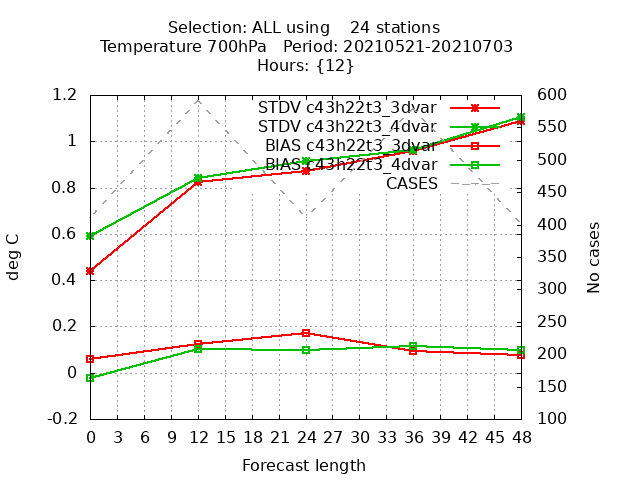 Selection: ALL using    24 stations
Temperature 700hPa   Period: 20210521-20210703
Hours: {12}
STDV c43h22t3_3dvar
STDV c43h22t3_4dvar
BIAS c43h22t3_3dvar
BIAS c43h22t3_4dvar
CASES
deg C
1.2
1
0.8
0.6
0.4
0.2
0
-0.2
No cases
600
550
500
450
400
350
300
250
200
150
100
0 3 6 9 12 15 18 21 24 27 30 33 36 39 42 45 48
Forecast length